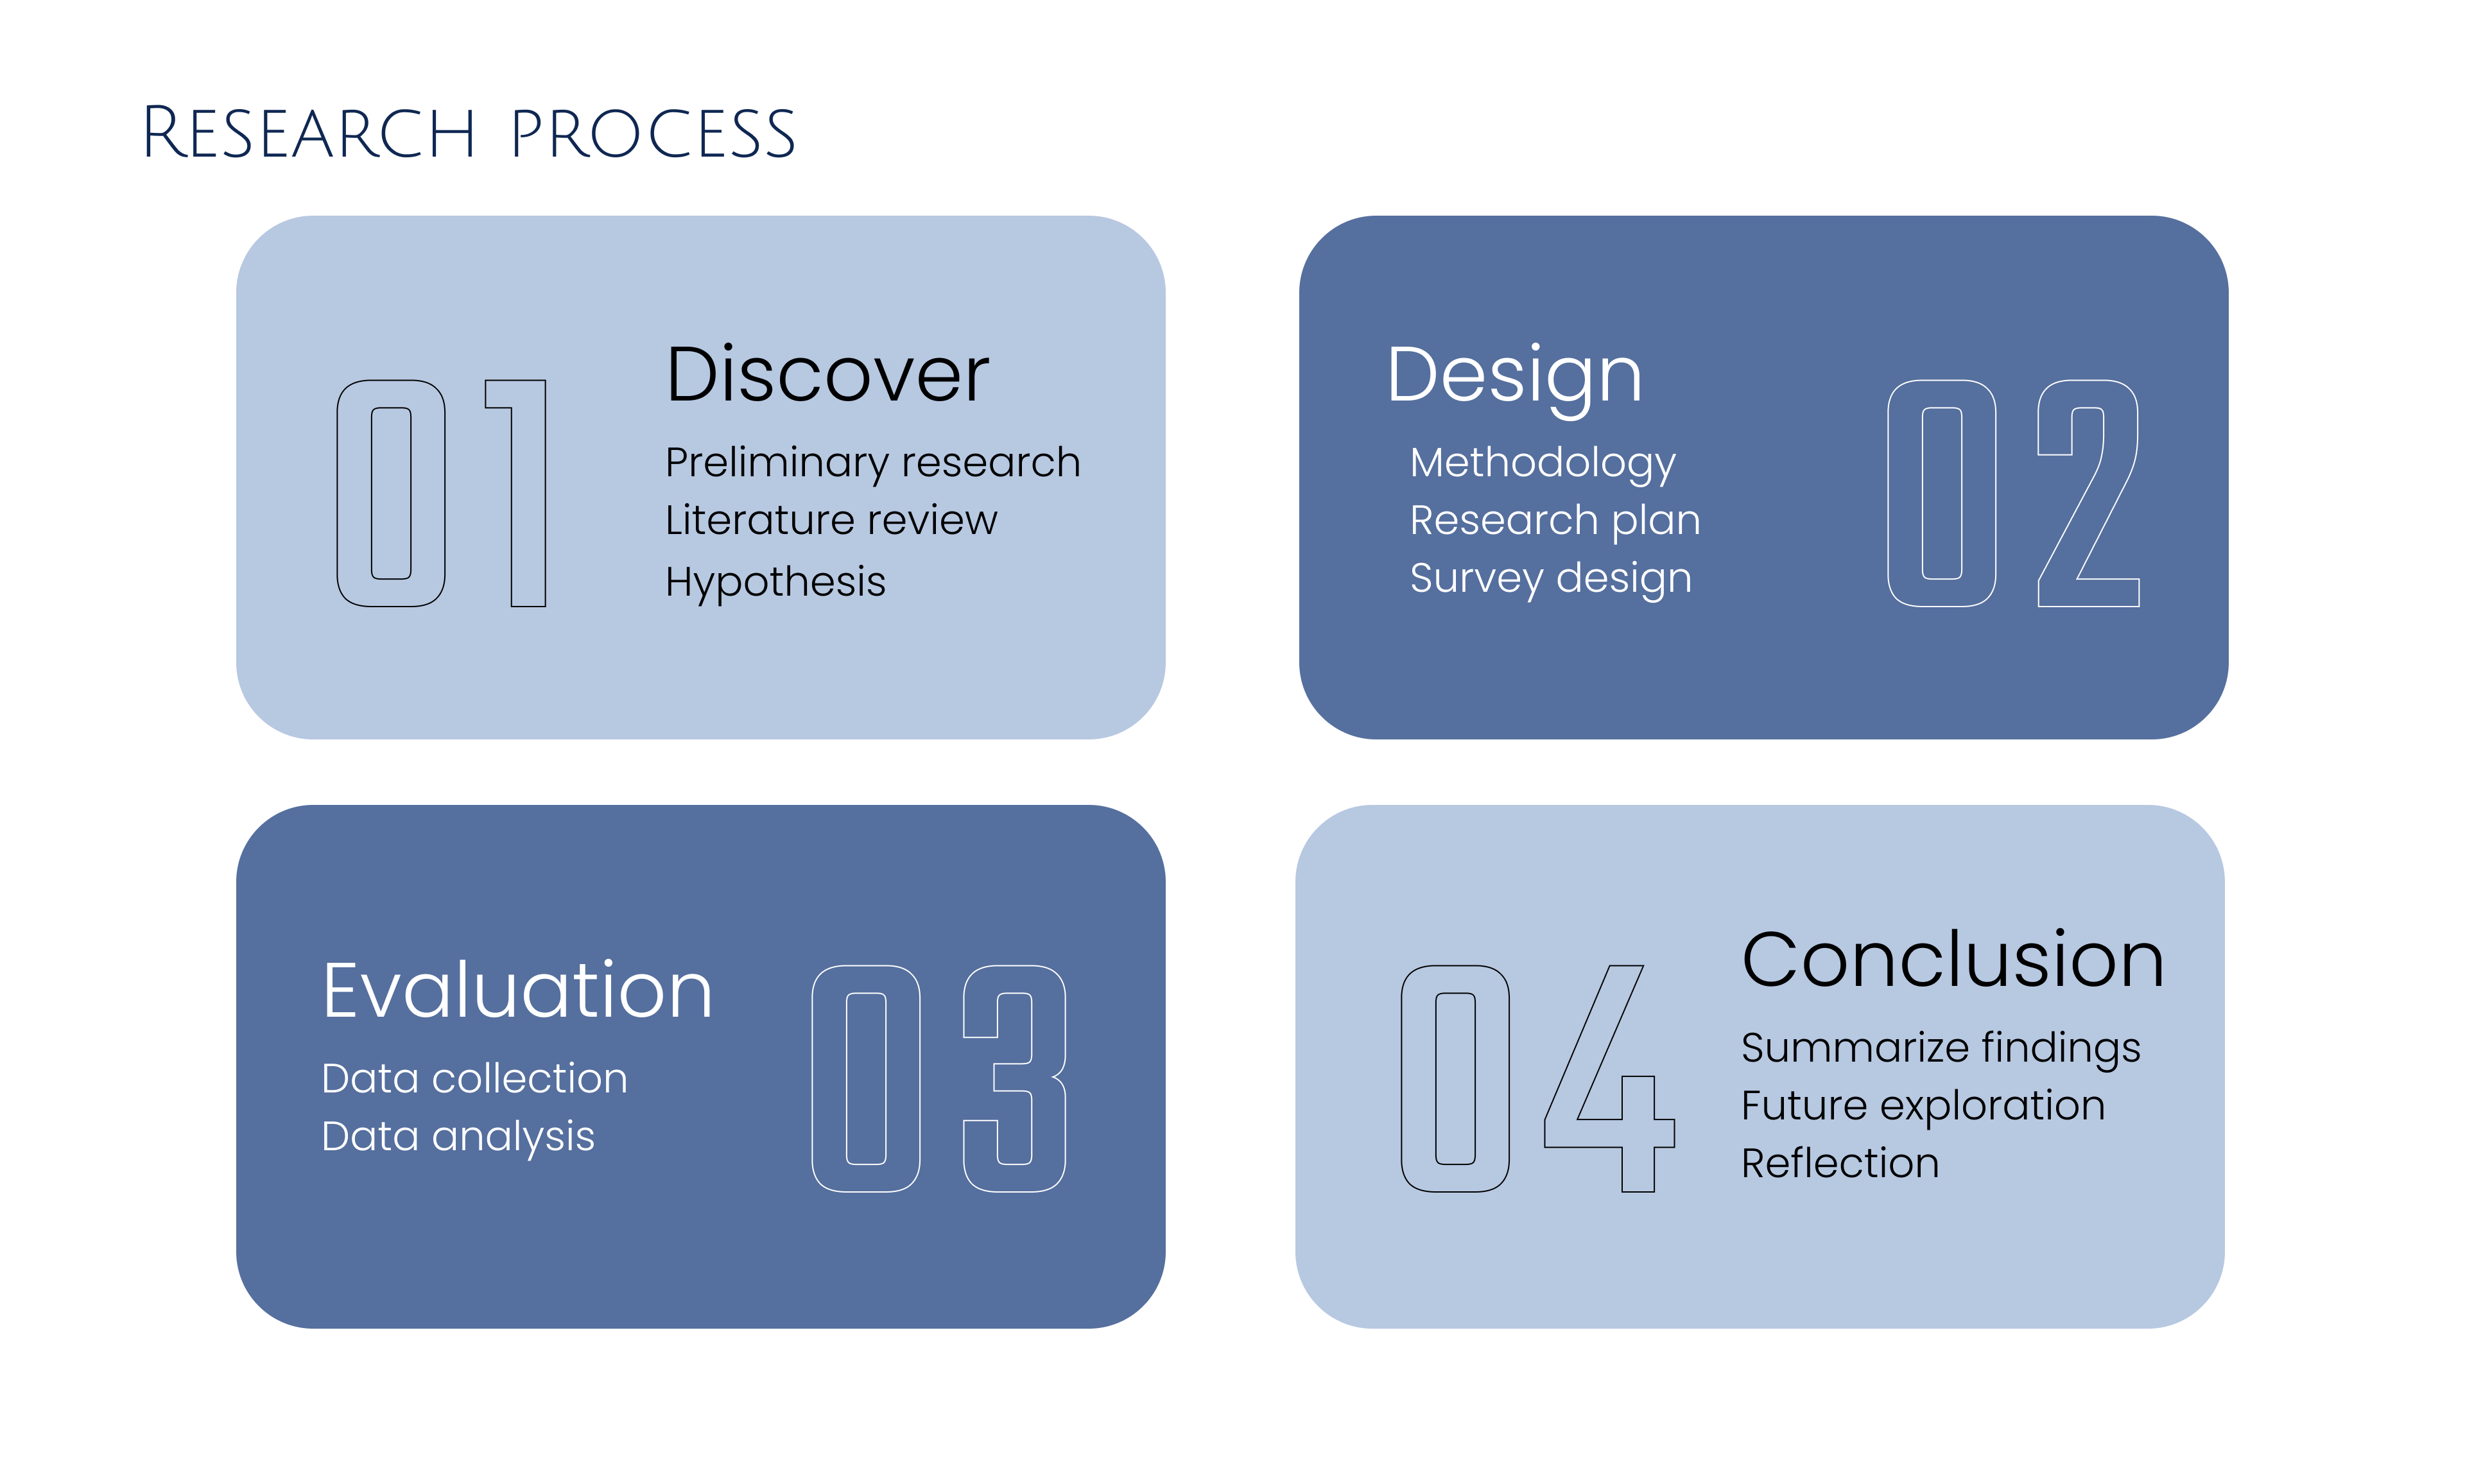 Research process
01
Discover
Preliminary research
Literature review
Hypothesis
Design
Methodology
Research plan
Survey design
02
Evaluation
Data collection
Data analysis
03
04
Conclusion
Summarize findings
Future exploration
Reflection